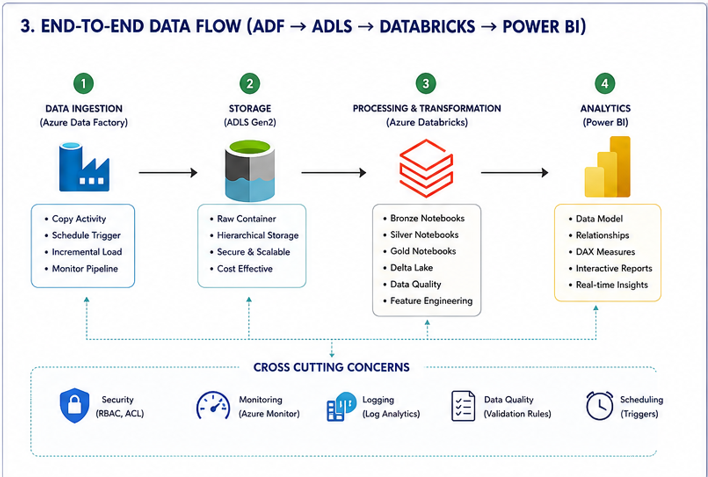 3. END-TO-END DATA FLOW (ADF → ADLS → DATABRICKS → POWER BI)
1
DATA INGESTION
(Azure Data Factory)
• Copy Activity
• Schedule Trigger
• Incremental Load
• Monitor Pipeline
2
STORAGE
(ADLS Gen2)
• Raw Container
• Hierarchical Storage
• Secure & Scalable
• Cost Effective
3
PROCESSING & TRANSFORMATION
(Azure Databricks)
• Bronze Notebooks
• Silver Notebooks
• Gold Notebooks
• Delta Lake
• Data Quality
• Feature Engineering
4
ANALYTICS
(Power BI)
• Data Model
• Relationships
• DAX Measures
• Interactive Reports
• Real-time Insights
CROSS CUTTING CONCERNS
Security
(RBAC, ACL)
Monitoring
(Azure Monitor)
Logging
(Log Analytics)
Data Quality
(Validation Rules)
Scheduling
(Triggers)